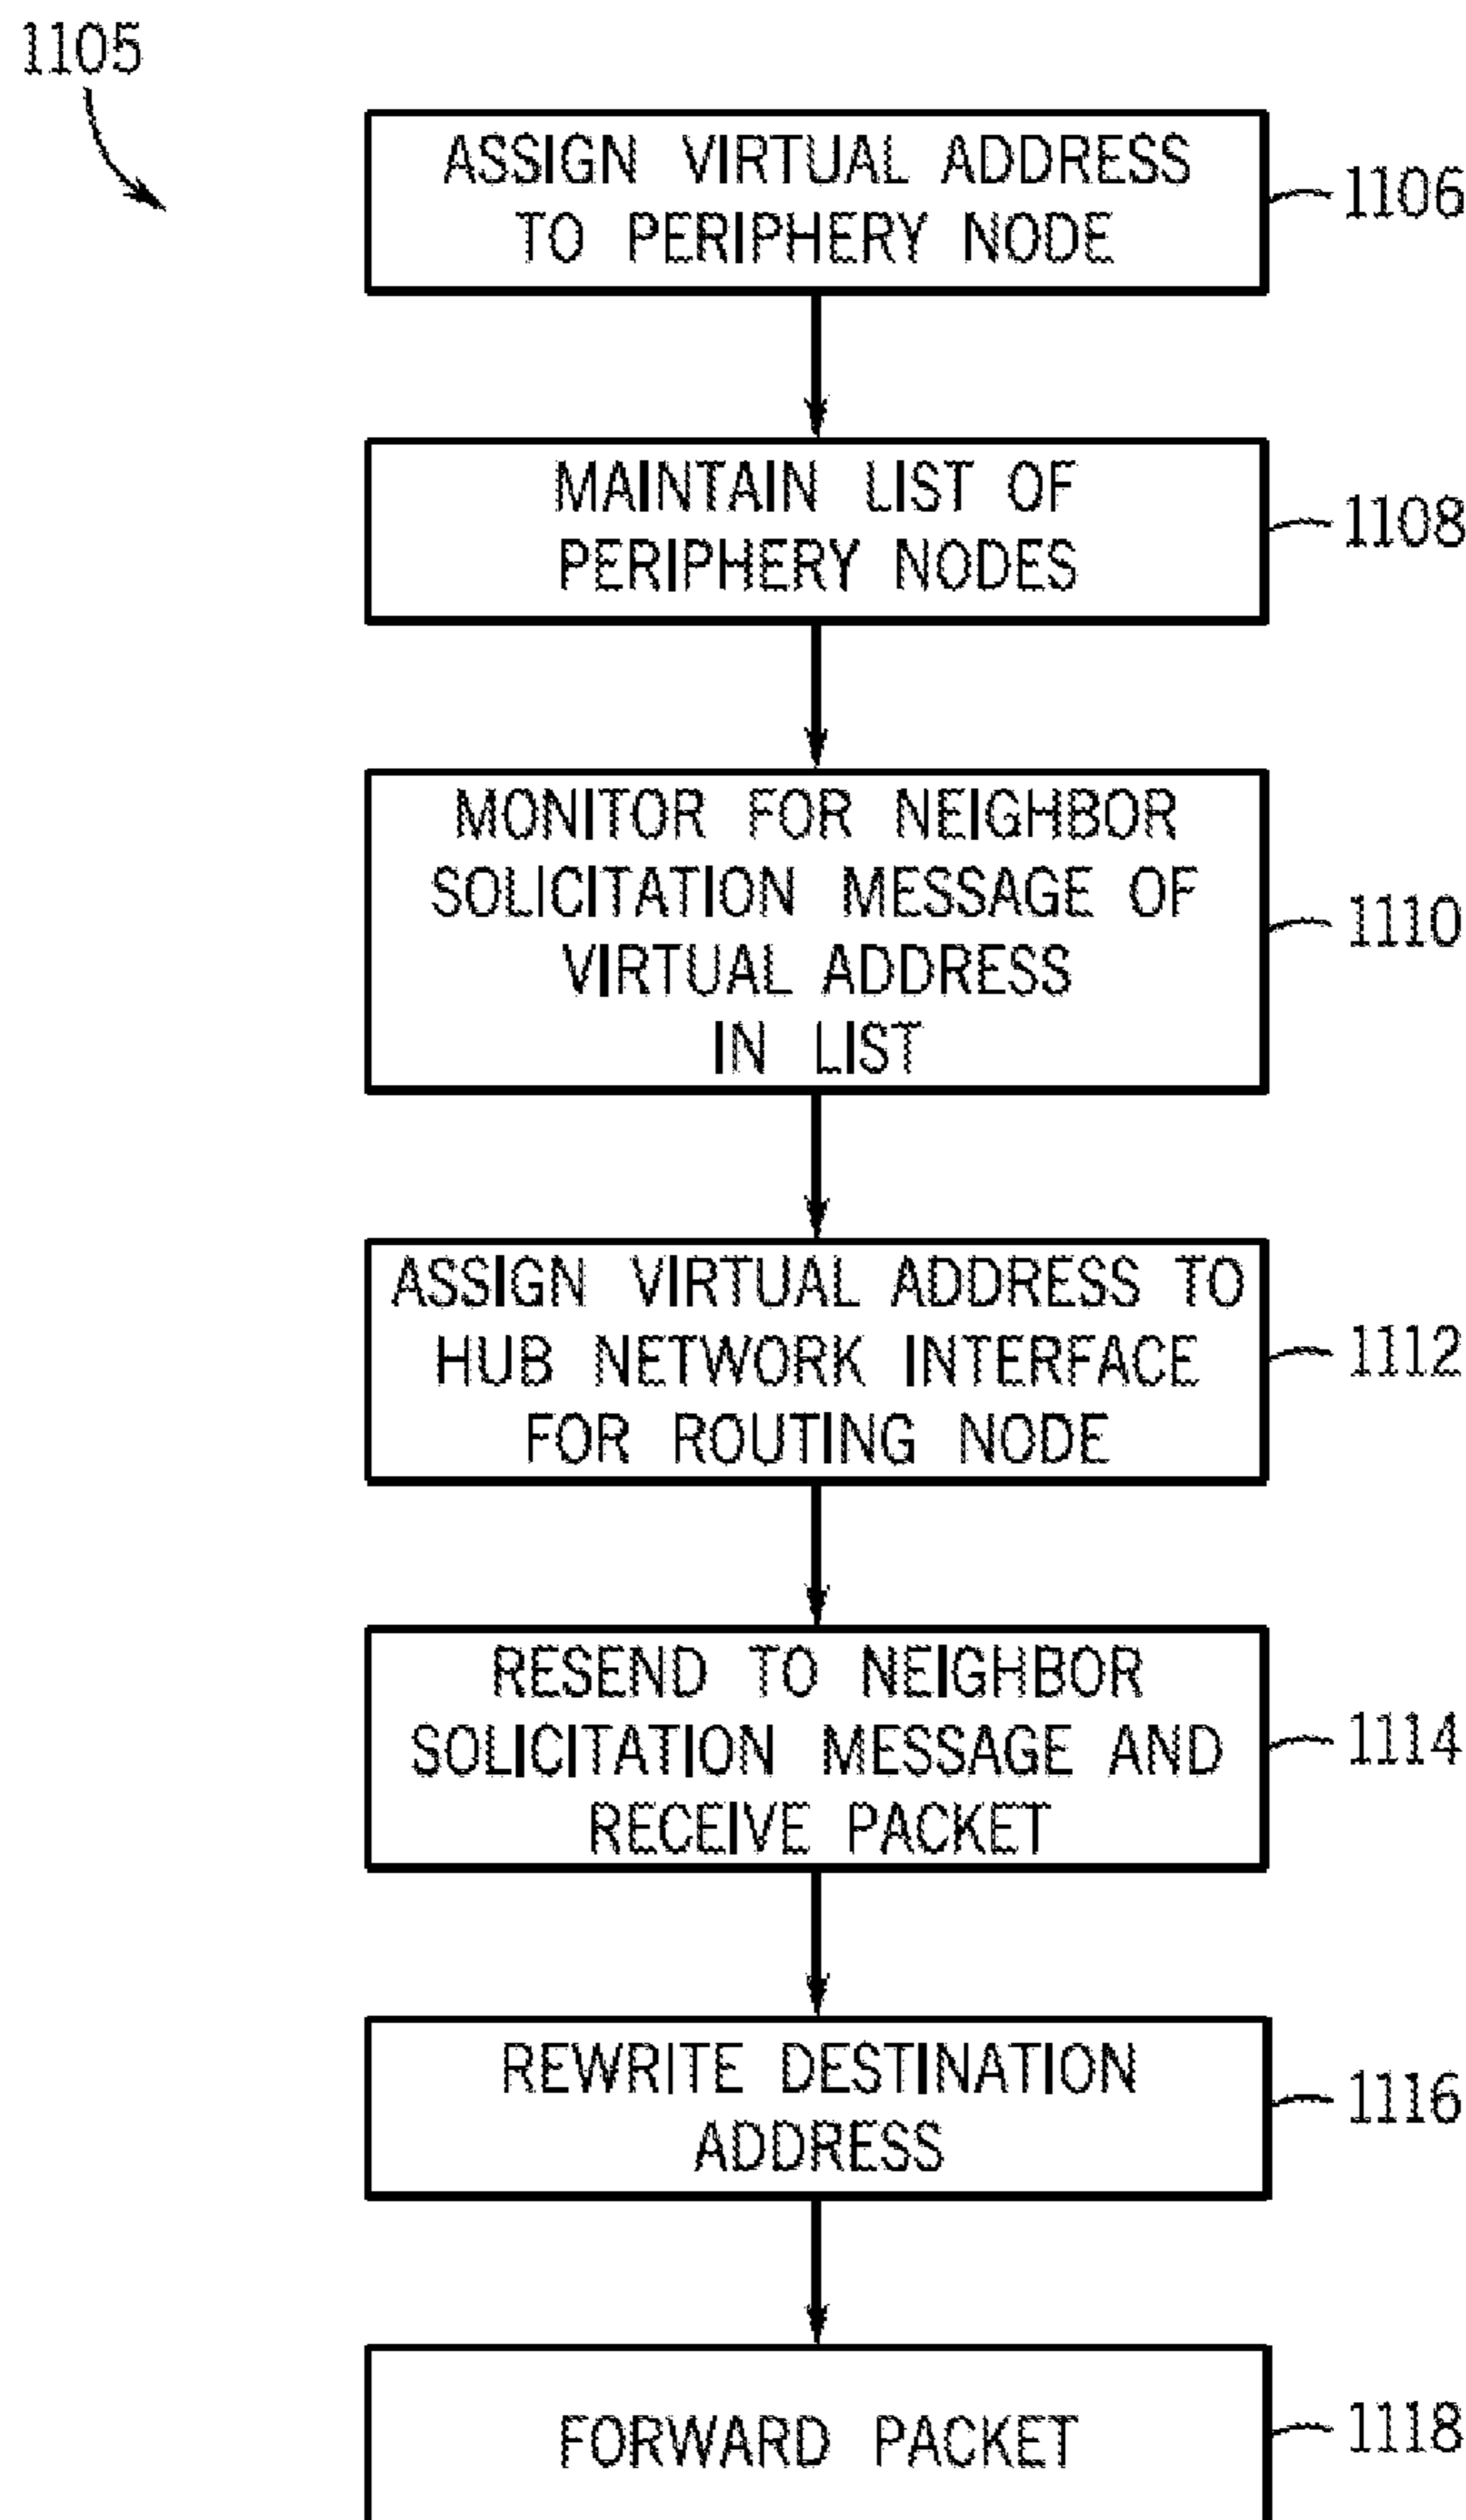 1105
ASSIGN VIRTUAL ADDRESS
TO PERIPHERY NODE
1106
MAINTAIN LIST OF
PERIPHERY NODES
1108
MONITOR FOR NEIGHBOR
SOLICITATION MESSAGE OF
VIRTUAL ADDRESS
IN LIST
1110
ASSIGN VIRTUAL ADDRESS TO
HUB NETWORK INTERFACE
FOR ROUTING NODE
1112
RESEND TO NEIGHBOR
SOLICITATION MESSAGE AND
RECEIVE PACKET
1114
REWRITE DESTINATION
ADDRESS
1116
FORWARD PACKET
1118